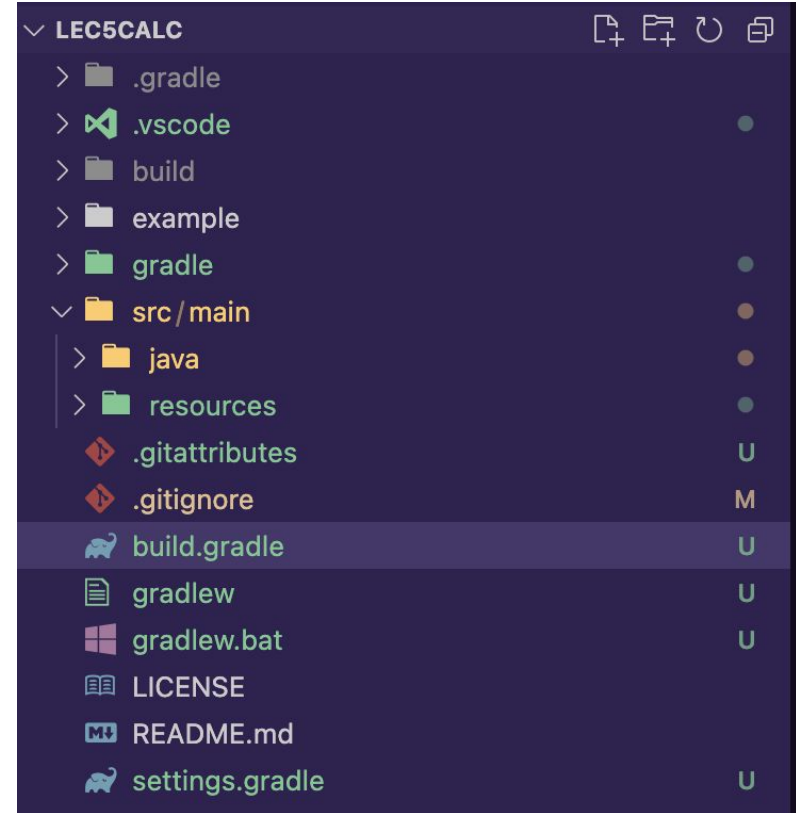 LEC5CALC
.gradle
.vscode
build
example
gradle
src/main
java
resources
.gitattributes U
.gitignore M
build.gradle U
gradlew U
gradlew.bat U
LICENSE
README.md
settings.gradle U